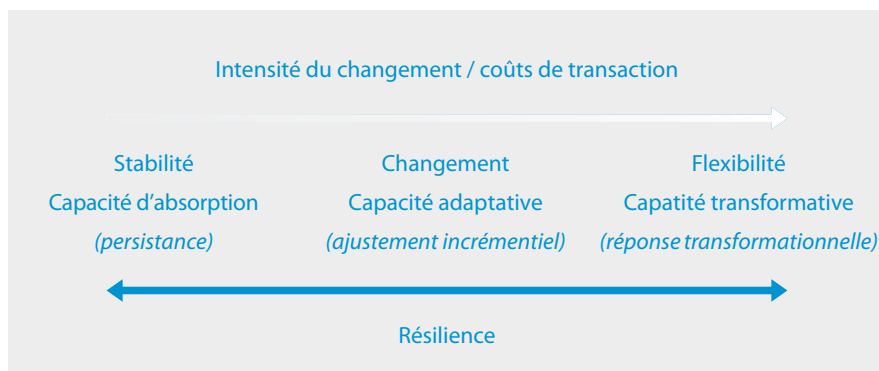 Intensité du changement / coûts de transaction
Stabilité Changement Flexibilité
Capacité d'absorption Capacité adaptative Capatité transformative
(persistance) (ajustement incrémentiel) (réponse transformationnelle)
Résilience